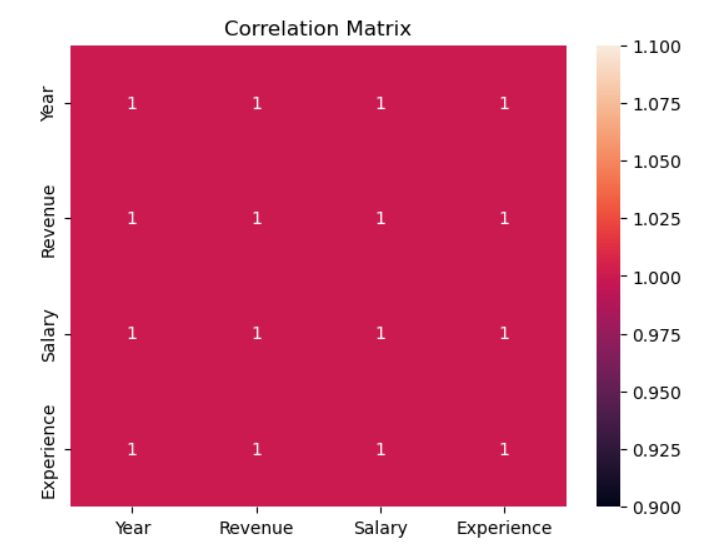 Correlation Matrix
Year 1 1 1 1
Revenue 1 1 1 1
Salary 1 1 1 1
Experience 1 1 1 1
Year Revenue Salary Experience
1.100
1.075
1.050
1.025
1.000
0.975
0.950
0.925
0.900